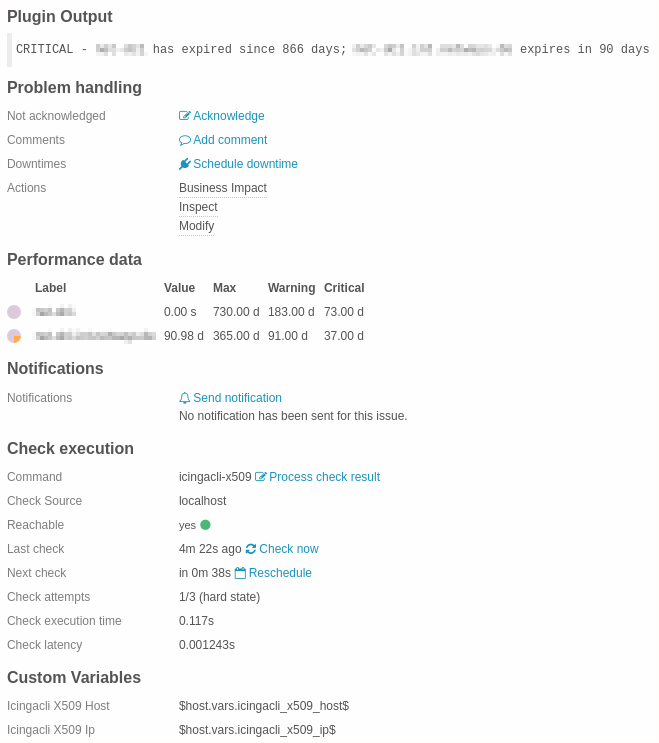 Plugin Output
CRITICAL - has expired since 866 days; expires in 90 days
Problem handling
Not acknowledged Acknowledge
Comments Add comment
Downtimes Schedule downtime
Actions Business Impact
Inspect
Modify
Performance data
Label Value Max Warning Critical
0.00 s 730.00 d 183.00 d 73.00 d
90.98 d 365.00 d 91.00 d 37.00 d
Notifications
Notifications Send notification
No notification has been sent for this issue.
Check execution
Command icingacli-x509 Process check result
Check Source localhost
Reachable yes
Last check 4m 22s ago Check now
Next check in 0m 38s Reschedule
Check attempts 1/3 (hard state)
Check execution time 0.117s
Check latency 0.001243s
Custom Variables
Icingacli X509 Host $host.vars.icingacli_x509_host$
Icingacli X509 Ip $host.vars.icingacli_x509_ip$